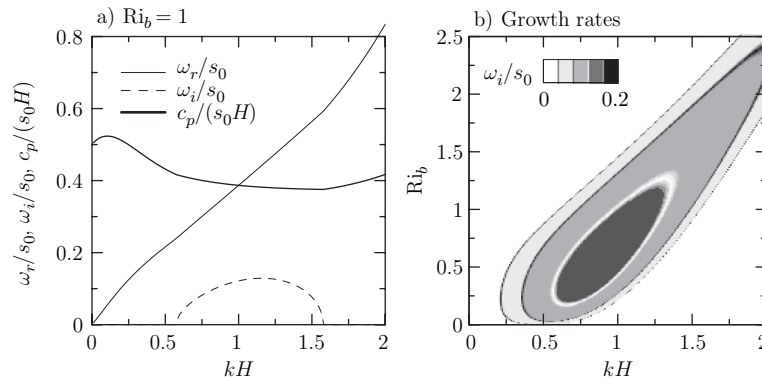 a) Ri_b = 1
0.8
0.6
0.4
0.2
0
ω_r/s_0, ω_i/s_0, c_p/(s_0H)
ω_r/s_0
ω_i/s_0
c_p/(s_0H)
0 0.5 1 1.5 2
kH
b) Growth rates
2.5
2
1.5
1
0.5
0
Ri_b
ω_i/s_0
0 0.2
0 0.5 1 1.5 2
kH